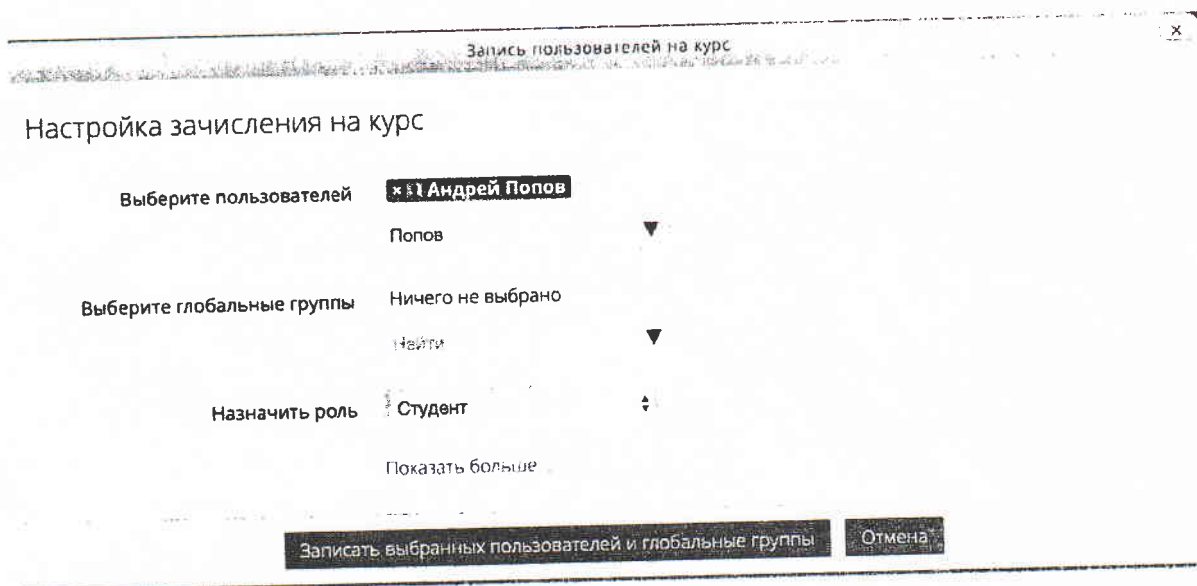 Запись пользователей на курс
×
Настройка зачисления на курс
Выберите пользователей
× Андрей Попов
Попов ▼
Выберите глобальные группы
Ничего не выбрано
Найти ▼
Назначить роль
Студент
Показать больше
Записать выбранных пользователей и глобальные группы
Отмена